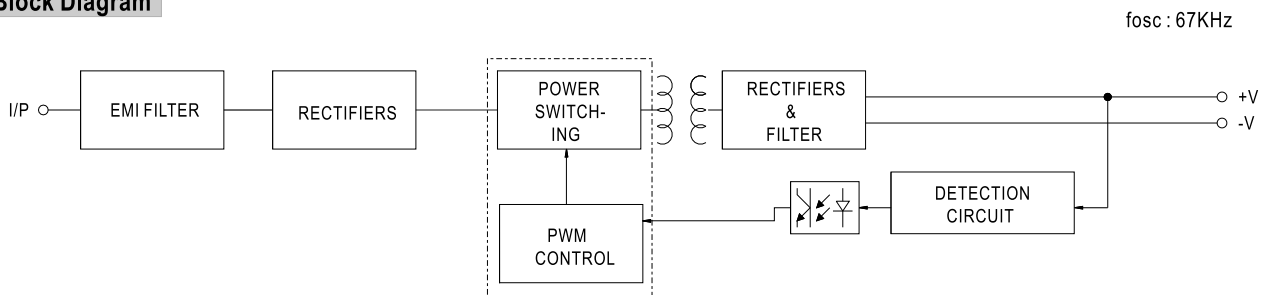 Block Diagram
fosc : 67KHz
I/P
EMI FILTER
RECTIFIERS
POWER
SWITCH-
ING
RECTIFIERS
&
FILTER
+V
-V
DETECTION
CIRCUIT
PWM
CONTROL